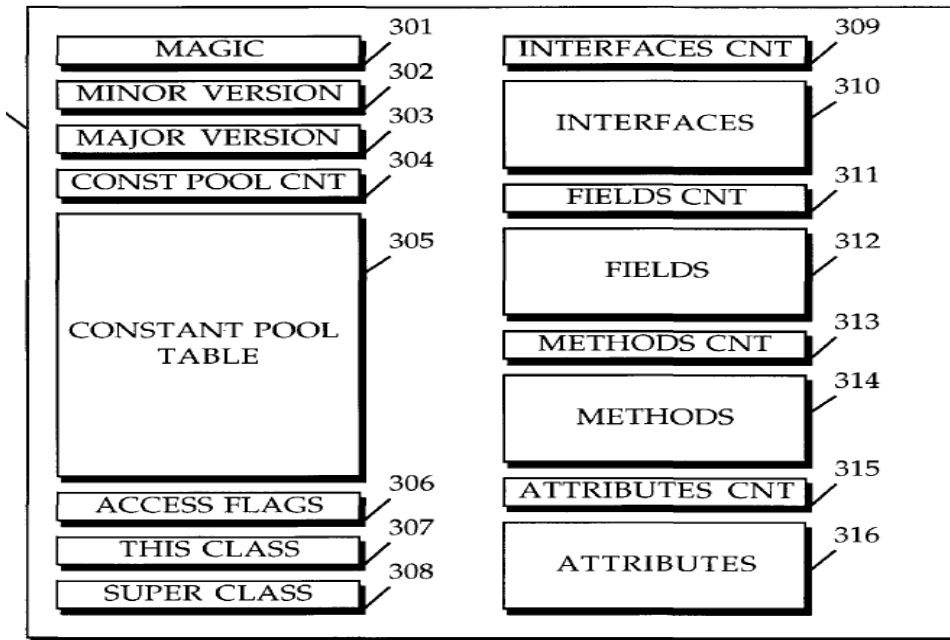 MAGIC
301
MINOR VERSION
302
MAJOR VERSION
303
CONST POOL CNT
304
CONSTANT POOL
TABLE
305
ACCESS FLAGS
306
THIS CLASS
307
SUPER CLASS
308
INTERFACES CNT
309
INTERFACES
310
FIELDS CNT
311
FIELDS
312
METHODS CNT
313
METHODS
314
ATTRIBUTES CNT
315
ATTRIBUTES
316